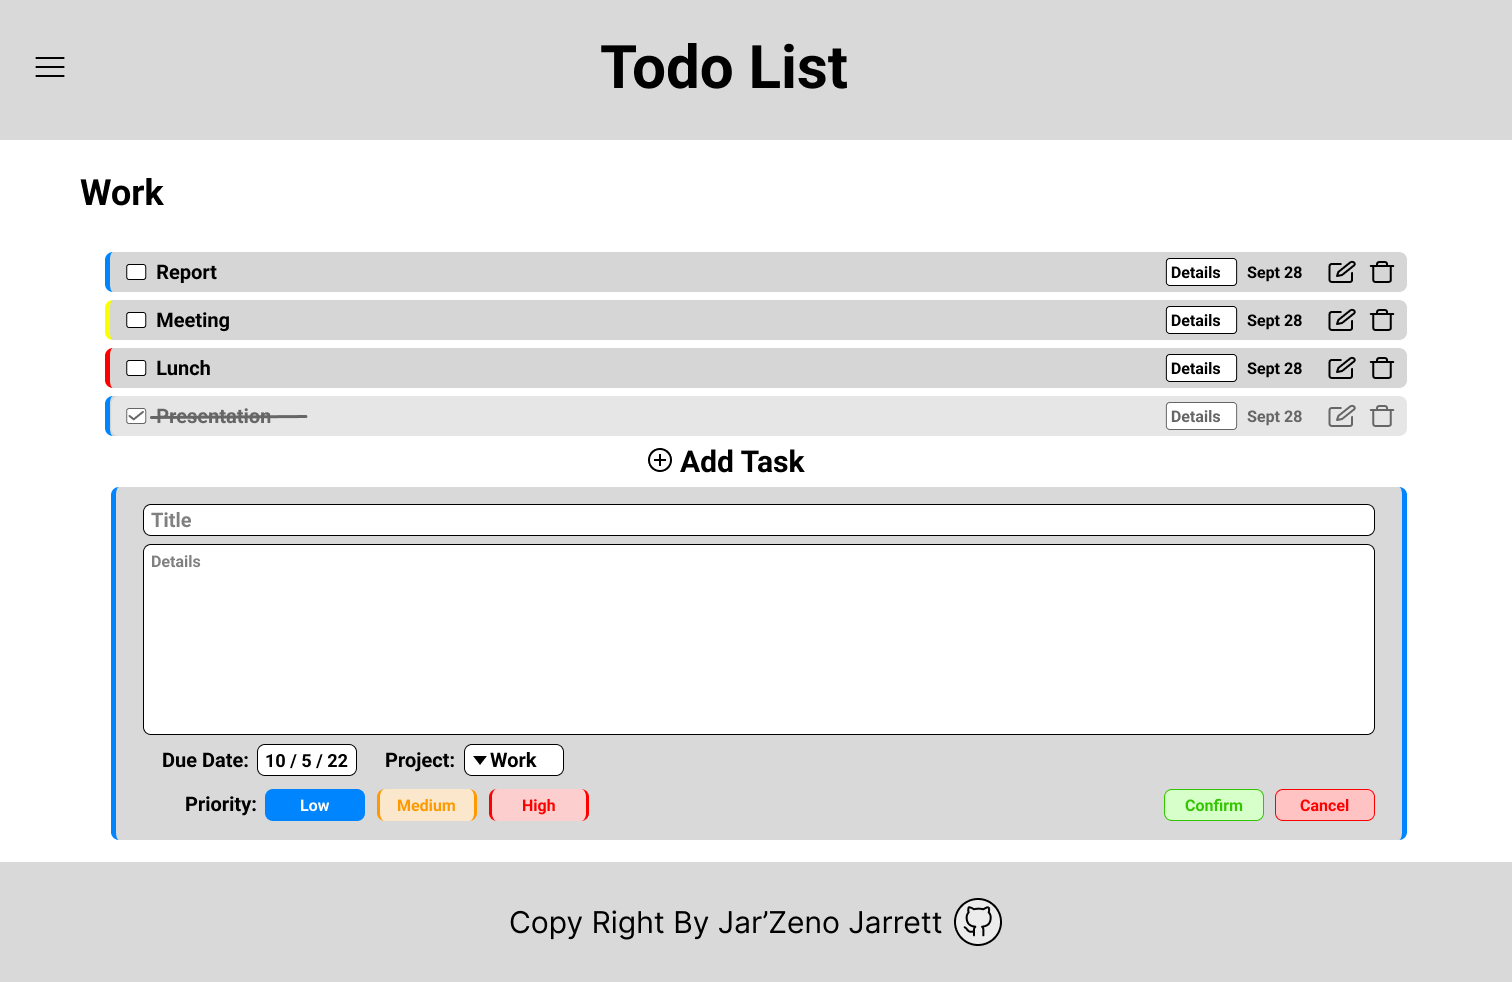 Todo List
Work
Report Details Sept 28
Meeting Details Sept 28
Lunch Details Sept 28
Presentation Details Sept 28
Add Task
Title
Details
Due Date: 10 / 5 / 22 Project: Work
Priority: Low Medium High Confirm Cancel
Copy Right By Jar’Zeno Jarrett